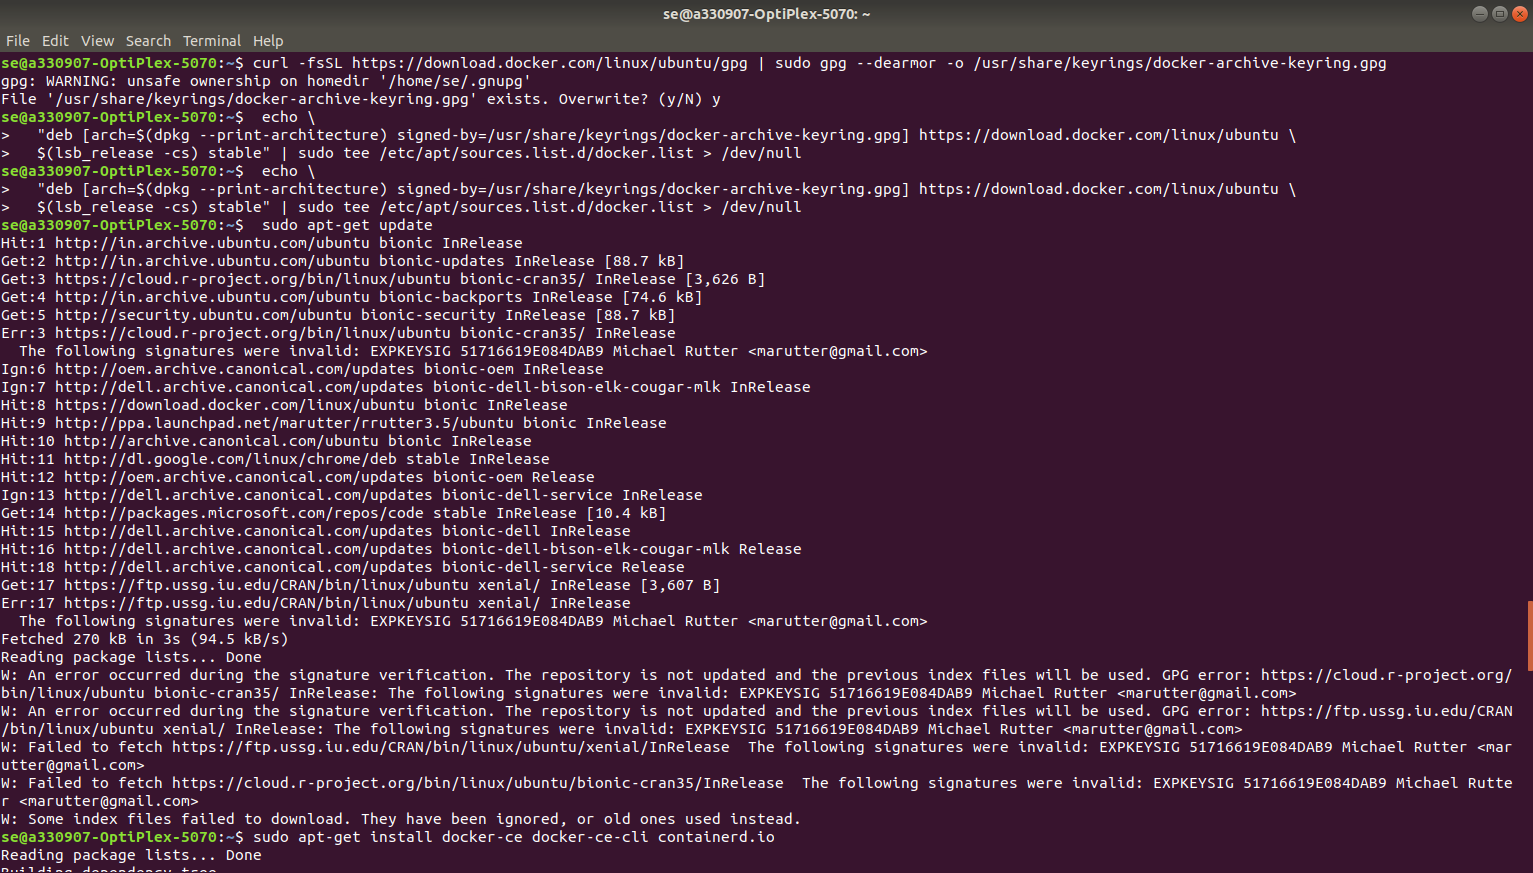 se@a330907-OptiPlex-5070: ~
File Edit View Search Terminal Help
se@a330907-OptiPlex-5070:~$ curl -fsSL https://download.docker.com/linux/ubuntu/gpg | sudo gpg --dearmor -o /usr/share/keyrings/docker-archive-keyring.gpg
gpg: WARNING: unsafe ownership on homedir '/home/se/.gnupg'
File '/usr/share/keyrings/docker-archive-keyring.gpg' exists. Overwrite? (y/N) y
se@a330907-OptiPlex-5070:~$  echo \
>   "deb [arch=$(dpkg --print-architecture) signed-by=/usr/share/keyrings/docker-archive-keyring.gpg] https://download.docker.com/linux/ubuntu \
>   $(lsb_release -cs) stable" | sudo tee /etc/apt/sources.list.d/docker.list > /dev/null
se@a330907-OptiPlex-5070:~$  echo \
>   "deb [arch=$(dpkg --print-architecture) signed-by=/usr/share/keyrings/docker-archive-keyring.gpg] https://download.docker.com/linux/ubuntu \
>   $(lsb_release -cs) stable" | sudo tee /etc/apt/sources.list.d/docker.list > /dev/null
se@a330907-OptiPlex-5070:~$  sudo apt-get update
Hit:1 http://in.archive.ubuntu.com/ubuntu bionic InRelease
Get:2 http://in.archive.ubuntu.com/ubuntu bionic-updates InRelease [88.7 kB]
Get:3 https://cloud.r-project.org/bin/linux/ubuntu bionic-cran35/ InRelease [3,626 B]
Get:4 http://in.archive.ubuntu.com/ubuntu bionic-backports InRelease [74.6 kB]
Get:5 http://security.ubuntu.com/ubuntu bionic-security InRelease [88.7 kB]
Err:3 https://cloud.r-project.org/bin/linux/ubuntu bionic-cran35/ InRelease
  The following signatures were invalid: EXPKEYSIG 51716619E084DAB9 Michael Rutter <marutter@gmail.com>
Ign:6 http://oem.archive.canonical.com/updates bionic-oem InRelease
Ign:7 http://dell.archive.canonical.com/updates bionic-dell-bison-elk-cougar-mlk InRelease
Hit:8 https://download.docker.com/linux/ubuntu bionic InRelease
Hit:9 http://ppa.launchpad.net/marutter/rrutter3.5/ubuntu bionic InRelease
Hit:10 http://archive.canonical.com/ubuntu bionic InRelease
Hit:11 http://dl.google.com/linux/chrome/deb stable InRelease
Hit:12 http://oem.archive.canonical.com/updates bionic-oem Release
Ign:13 http://dell.archive.canonical.com/updates bionic-dell-service InRelease
Get:14 http://packages.microsoft.com/repos/code stable InRelease [10.4 kB]
Hit:15 http://dell.archive.canonical.com/updates bionic-dell InRelease
Hit:16 http://dell.archive.canonical.com/updates bionic-dell-bison-elk-cougar-mlk Release
Hit:18 http://dell.archive.canonical.com/updates bionic-dell-service Release
Get:17 https://ftp.ussg.iu.edu/CRAN/bin/linux/ubuntu xenial/ InRelease [3,607 B]
Err:17 https://ftp.ussg.iu.edu/CRAN/bin/linux/ubuntu xenial/ InRelease
  The following signatures were invalid: EXPKEYSIG 51716619E084DAB9 Michael Rutter <marutter@gmail.com>
Fetched 270 kB in 3s (94.5 kB/s)
Reading package lists... Done
W: An error occurred during the signature verification. The repository is not updated and the previous index files will be used. GPG error: https://cloud.r-project.org/
bin/linux/ubuntu bionic-cran35/ InRelease: The following signatures were invalid: EXPKEYSIG 51716619E084DAB9 Michael Rutter <marutter@gmail.com>
W: An error occurred during the signature verification. The repository is not updated and the previous index files will be used. GPG error: https://ftp.ussg.iu.edu/CRAN
/bin/linux/ubuntu xenial/ InRelease: The following signatures were invalid: EXPKEYSIG 51716619E084DAB9 Michael Rutter <marutter@gmail.com>
W: Failed to fetch https://ftp.ussg.iu.edu/CRAN/bin/linux/ubuntu/xenial/InRelease  The following signatures were invalid: EXPKEYSIG 51716619E084DAB9 Michael Rutter <mar
utter@gmail.com>
W: Failed to fetch https://cloud.r-project.org/bin/linux/ubuntu/bionic-cran35/InRelease  The following signatures were invalid: EXPKEYSIG 51716619E084DAB9 Michael Rutte
r <marutter@gmail.com>
W: Some index files failed to download. They have been ignored, or old ones used instead.
se@a330907-OptiPlex-5070:~$ sudo apt-get install docker-ce docker-ce-cli containerd.io
Reading package lists... Done
Building dependency tree